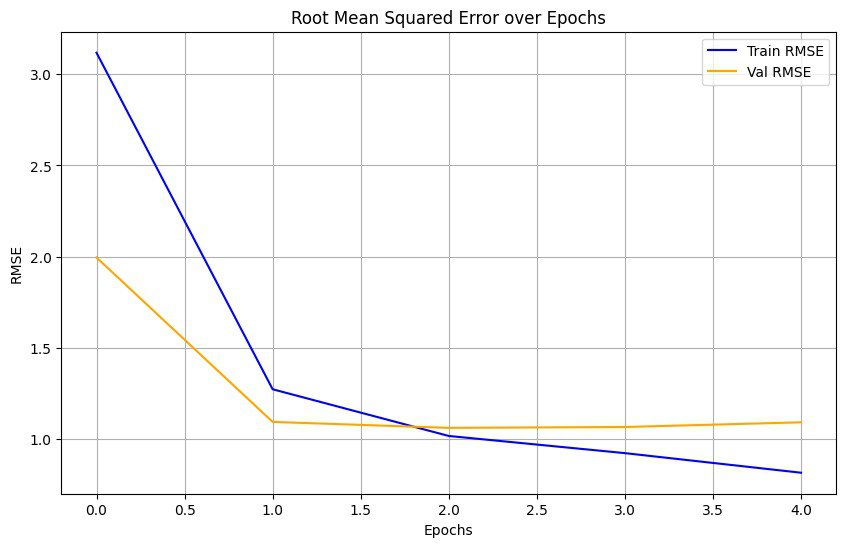 Root Mean Squared Error over Epochs
Train RMSE
Val RMSE
3.0
2.5
2.0
1.5
1.0
RMSE
0.0 0.5 1.0 1.5 2.0 2.5 3.0 3.5 4.0
Epochs